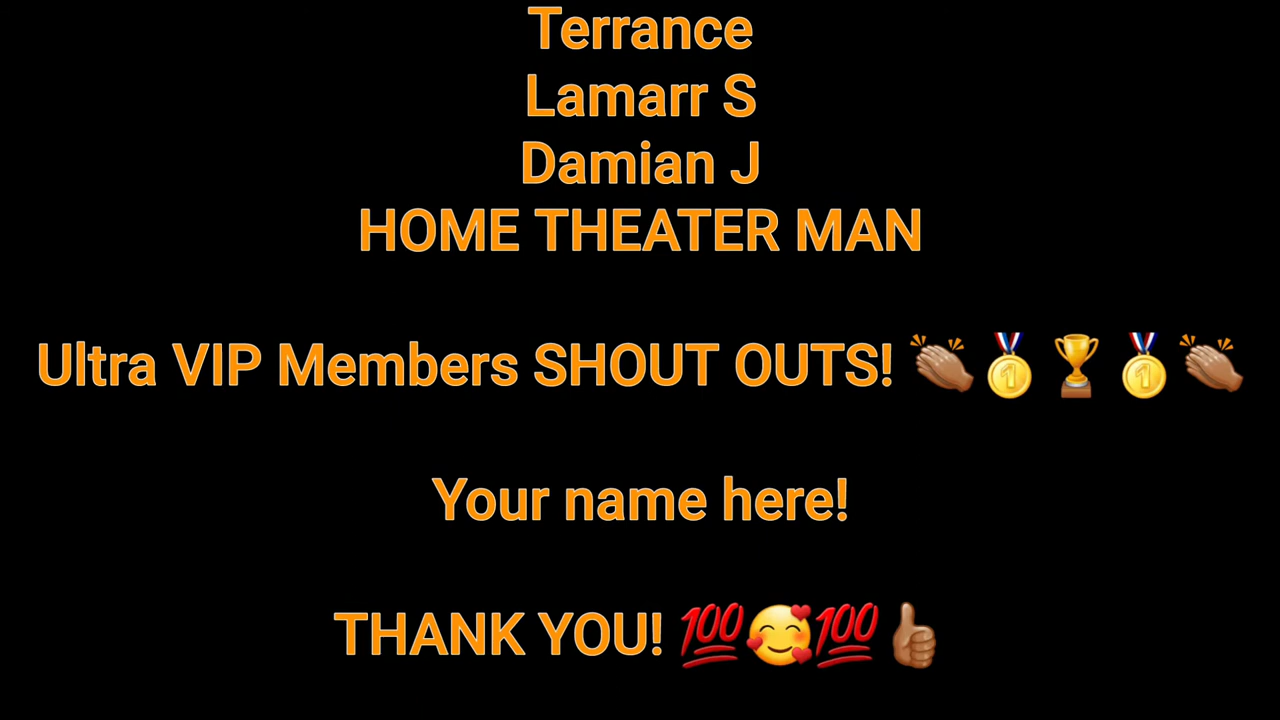 Terrance
Lamarr S
Damian J
HOME THEATER MAN
Ultra VIP Members SHOUT OUTS! 👏🏽🥇🏆🥇👏🏽
Your name here!
THANK YOU! 💯🥰💯👍🏽